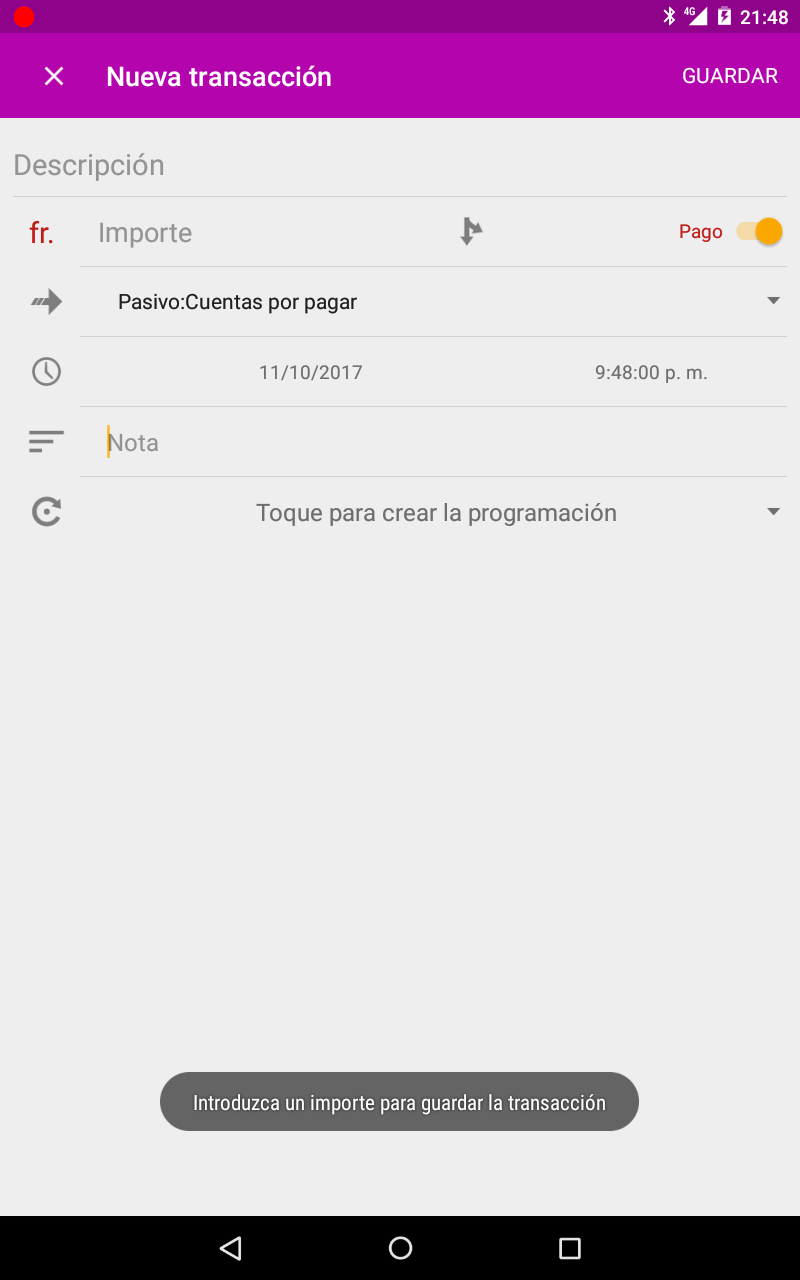 4G 21:48
Nueva transacción GUARDAR
Descripción
fr. Importe Pago
Pasivo:Cuentas por pagar
11/10/2017 9:48:00 p. m.
Nota
Toque para crear la programación
Introduzca un importe para guardar la transacción